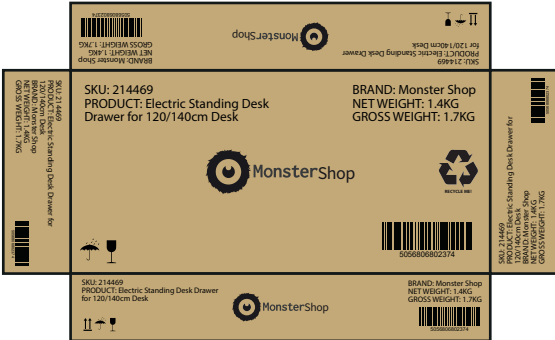 5056806802374
BRAND: Monster Shop
NET WEIGHT: 1.4KG
GROSS WEIGHT: 1.7KG
MonsterShop
SKU: 214469
PRODUCT: Electric Standing Desk Drawer
for 120/140cm Desk
SKU: 214469
PRODUCT: Electric Standing Desk Drawer for
120/140cm Desk
BRAND: Monster Shop
NET WEIGHT: 1.4KG
GROSS WEIGHT: 1.7KG
SKU: 214469
PRODUCT: Electric Standing Desk
Drawer for 120/140cm Desk
BRAND: Monster Shop
NET WEIGHT: 1.4KG
GROSS WEIGHT: 1.7KG
MonsterShop
RECYCLE ME!
5056806802374
SKU: 214469
PRODUCT: Electric Standing Desk Drawer for
120/140cm Desk
BRAND: Monster Shop
NET WEIGHT: 1.4KG
GROSS WEIGHT: 1.7KG
SKU: 214469
PRODUCT: Electric Standing Desk Drawer
for 120/140cm Desk
MonsterShop
BRAND: Monster Shop
NET WEIGHT: 1.4KG
GROSS WEIGHT: 1.7KG
5056806802374